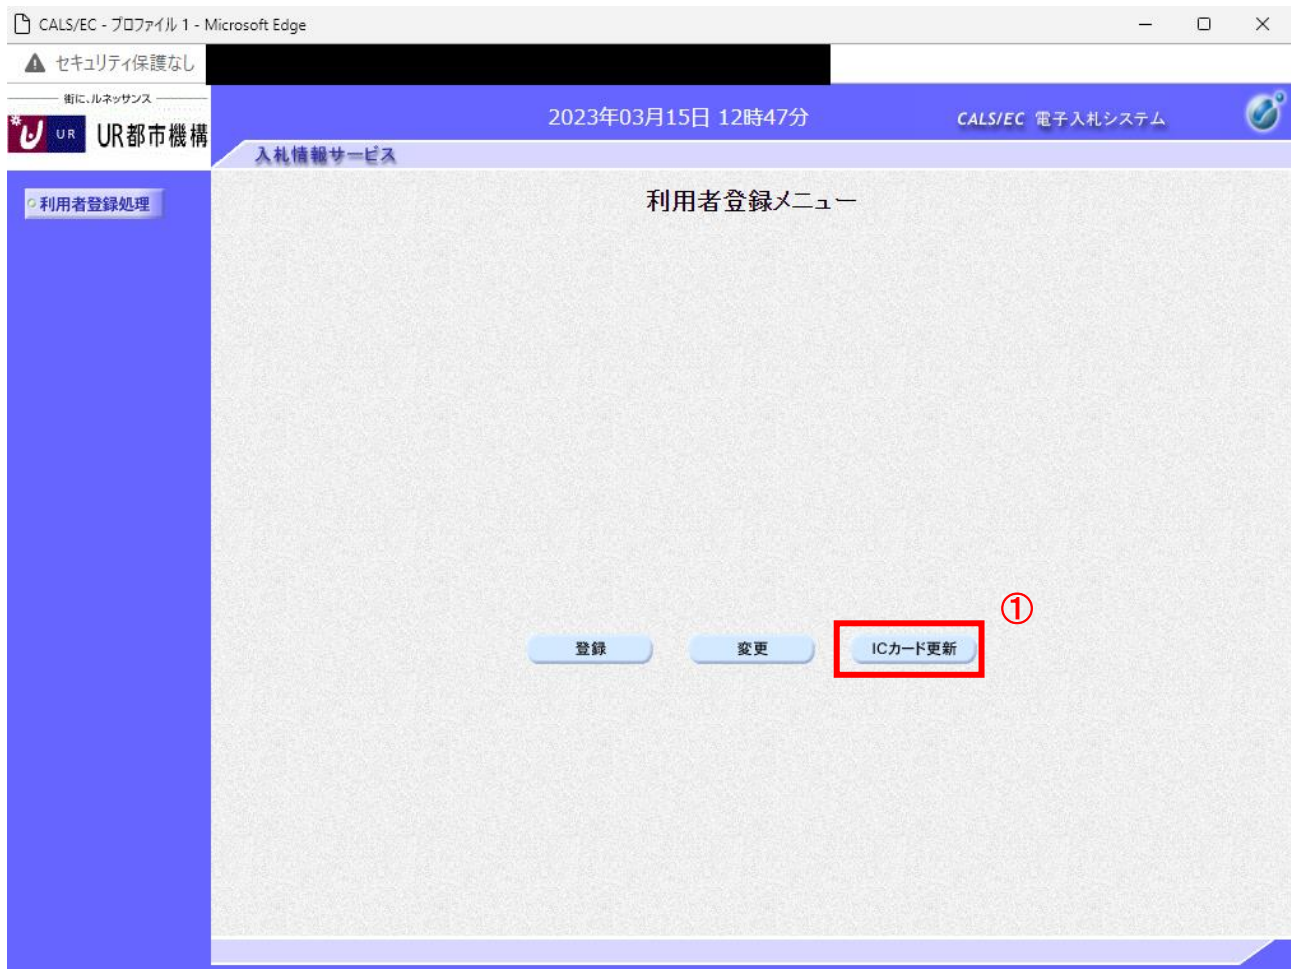 CALS/EC - プロファイル 1 - Microsoft Edge
セキュリティ保護なし
街に、ルネッサンス
UR UR都市機構
2023年03月15日 12時47分
CALS/EC 電子入札システム
入札情報サービス
利用者登録処理
利用者登録メニュー
①
登録 変更 ICカード更新